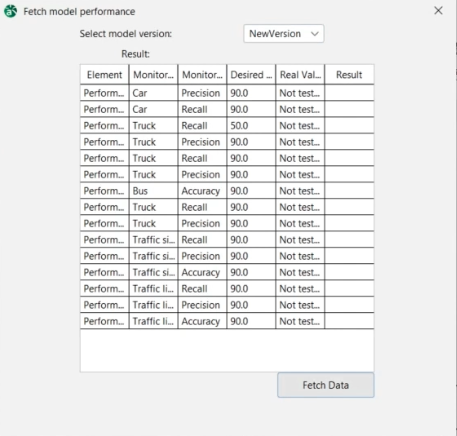 Fetch model performance
Select model version: NewVersion
Result:
Element Monitor... Monitor... Desired ... Real Val... Result
Perform... Car Precision 90.0 Not test...
Perform... Car Recall 90.0 Not test...
Perform... Truck Recall 50.0 Not test...
Perform... Truck Precision 90.0 Not test...
Perform... Truck Recall 90.0 Not test...
Perform... Truck Precision 90.0 Not test...
Perform... Bus Accuracy 90.0 Not test...
Perform... Truck Recall 90.0 Not test...
Perform... Truck Precision 90.0 Not test...
Perform... Traffic si... Recall 90.0 Not test...
Perform... Traffic si... Precision 90.0 Not test...
Perform... Traffic si... Accuracy 90.0 Not test...
Perform... Traffic li... Recall 90.0 Not test...
Perform... Traffic li... Precision 90.0 Not test...
Perform... Traffic li... Accuracy 90.0 Not test...
Fetch Data